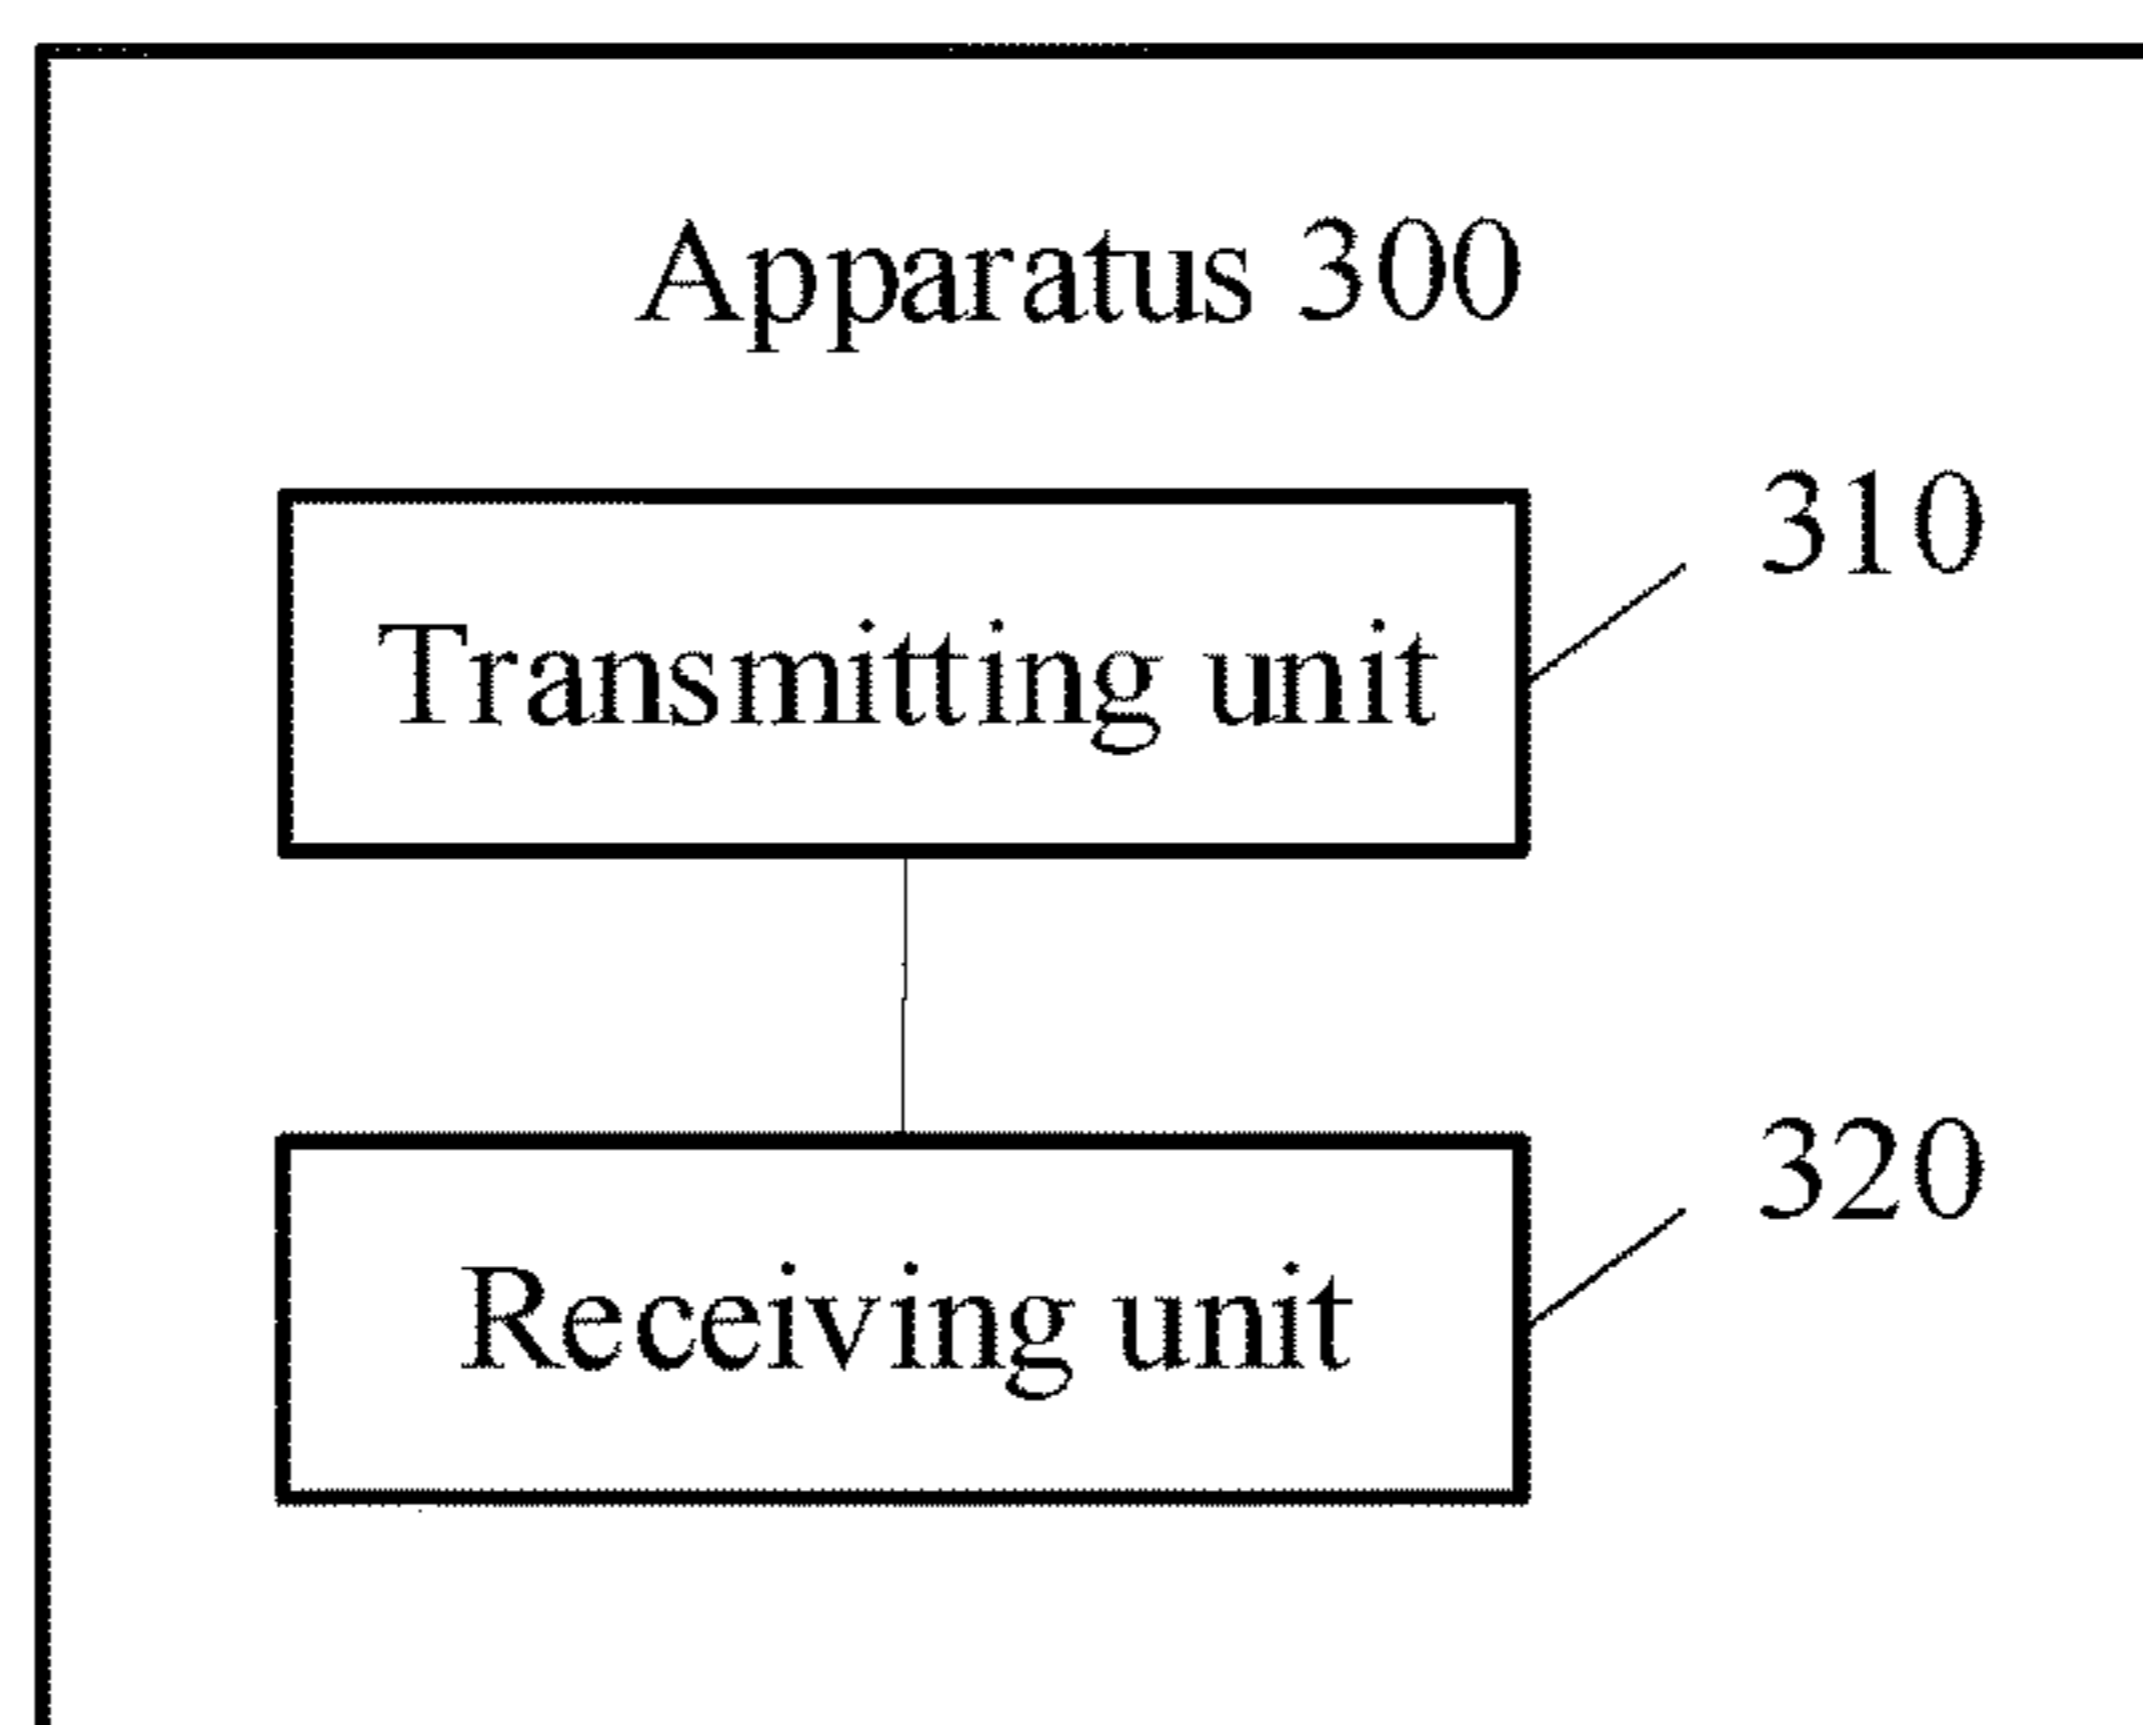 Apparatus 300
310
Transmitting unit
320
Receiving unit